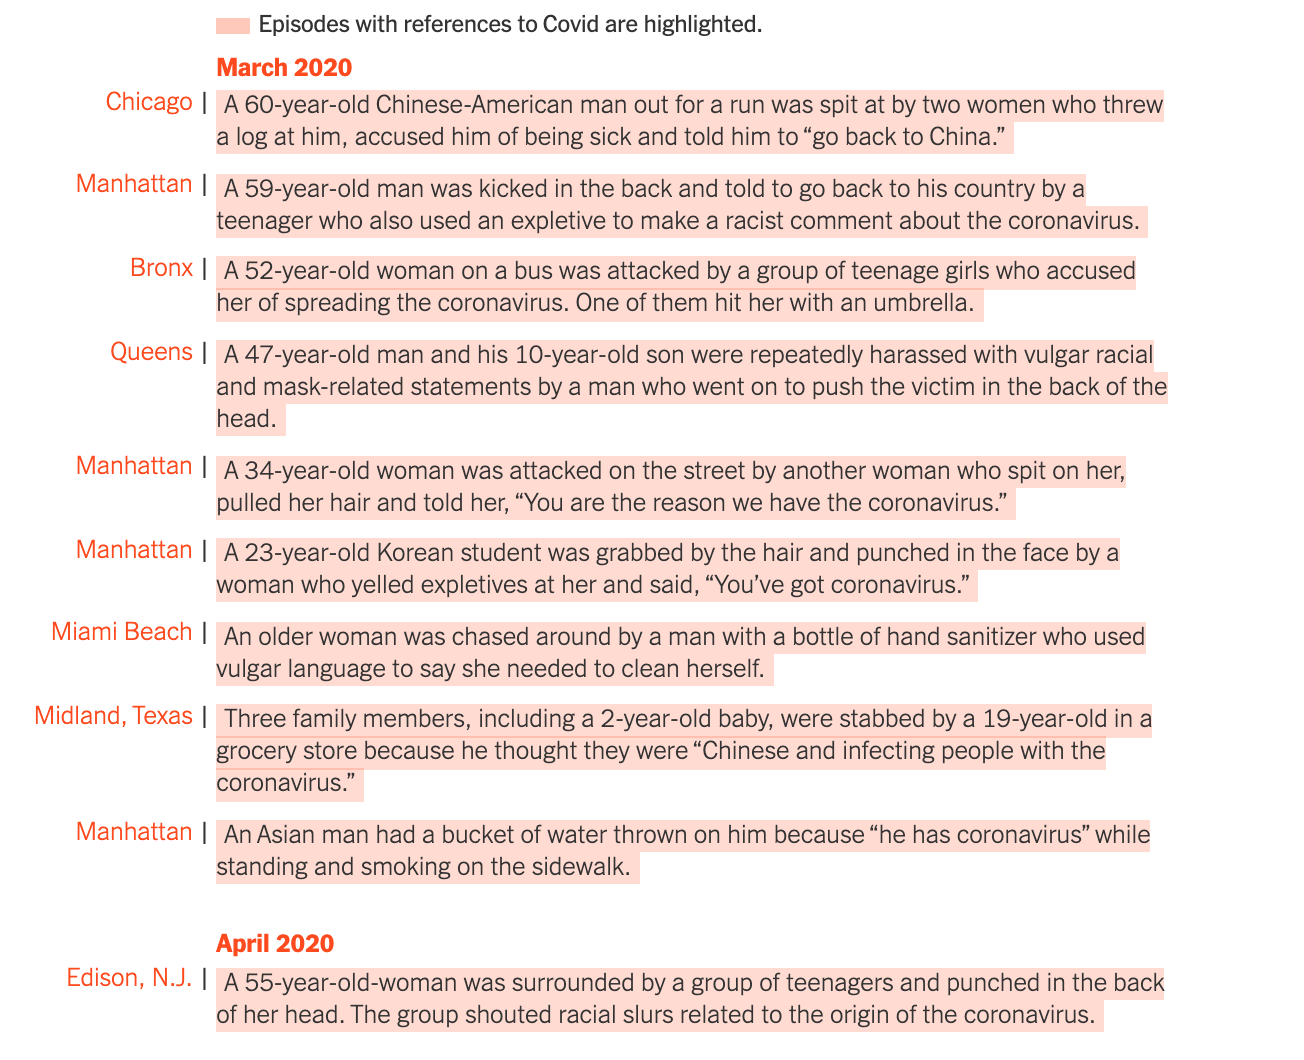 Episodes with references to Covid are highlighted.
March 2020
Chicago | A 60-year-old Chinese-American man out for a run was spit at by two women who threw
a log at him, accused him of being sick and told him to “go back to China.”
Manhattan | A 59-year-old man was kicked in the back and told to go back to his country by a
teenager who also used an expletive to make a racist comment about the coronavirus.
Bronx | A 52-year-old woman on a bus was attacked by a group of teenage girls who accused
her of spreading the coronavirus. One of them hit her with an umbrella.
Queens | A 47-year-old man and his 10-year-old son were repeatedly harassed with vulgar racial
and mask-related statements by a man who went on to push the victim in the back of the
head.
Manhattan | A 34-year-old woman was attacked on the street by another woman who spit on her,
pulled her hair and told her, “You are the reason we have the coronavirus.”
Manhattan | A 23-year-old Korean student was grabbed by the hair and punched in the face by a
woman who yelled expletives at her and said, “You’ve got coronavirus.”
Miami Beach | An older woman was chased around by a man with a bottle of hand sanitizer who used
vulgar language to say she needed to clean herself.
Midland, Texas | Three family members, including a 2-year-old baby, were stabbed by a 19-year-old in a
grocery store because he thought they were “Chinese and infecting people with the
coronavirus.”
Manhattan | An Asian man had a bucket of water thrown on him because “he has coronavirus” while
standing and smoking on the sidewalk.
April 2020
Edison, N.J. | A 55-year-old-woman was surrounded by a group of teenagers and punched in the back
of her head. The group shouted racial slurs related to the origin of the coronavirus.